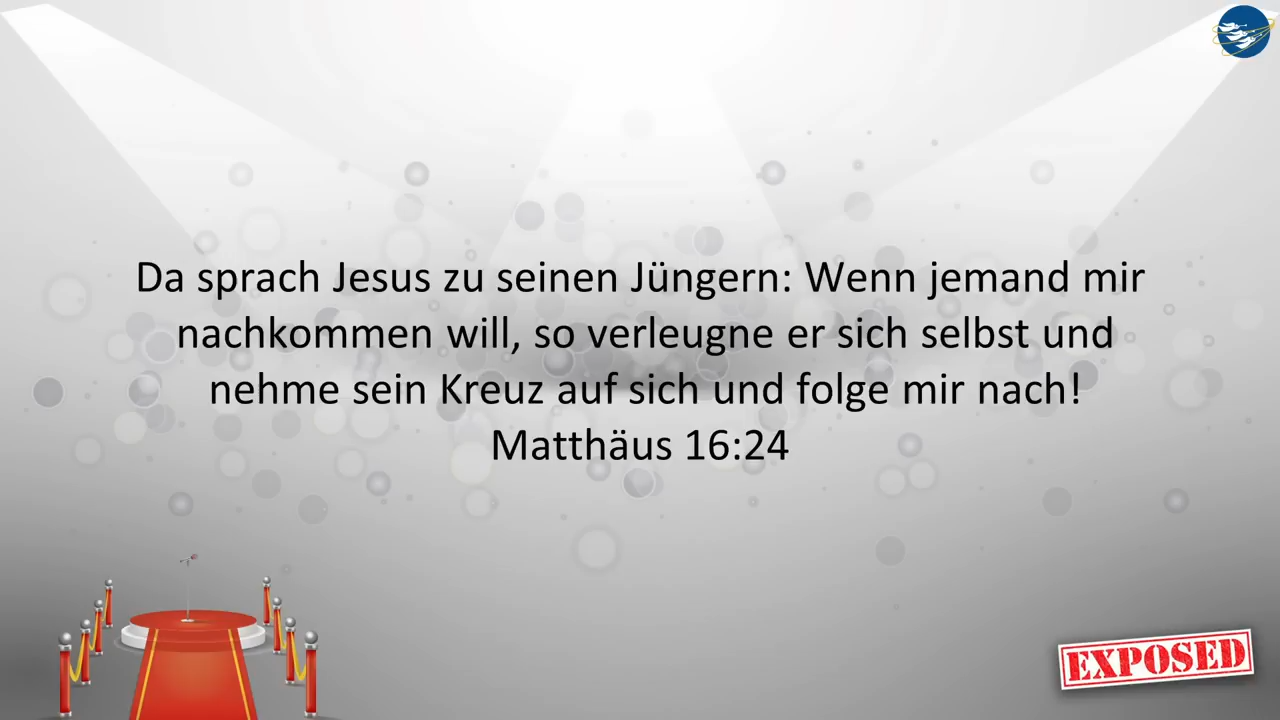 Da sprach Jesus zu seinen Jüngern: Wenn jemand mir
nachkommen will, so verleugne er sich selbst und
nehme sein Kreuz auf sich und folge mir nach!
Matthäus 16:24
EXPOSED